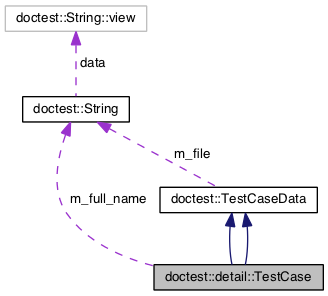 doctest::String::view
data
doctest::String
m_file
m_full_name
doctest::TestCaseData
doctest::detail::TestCase